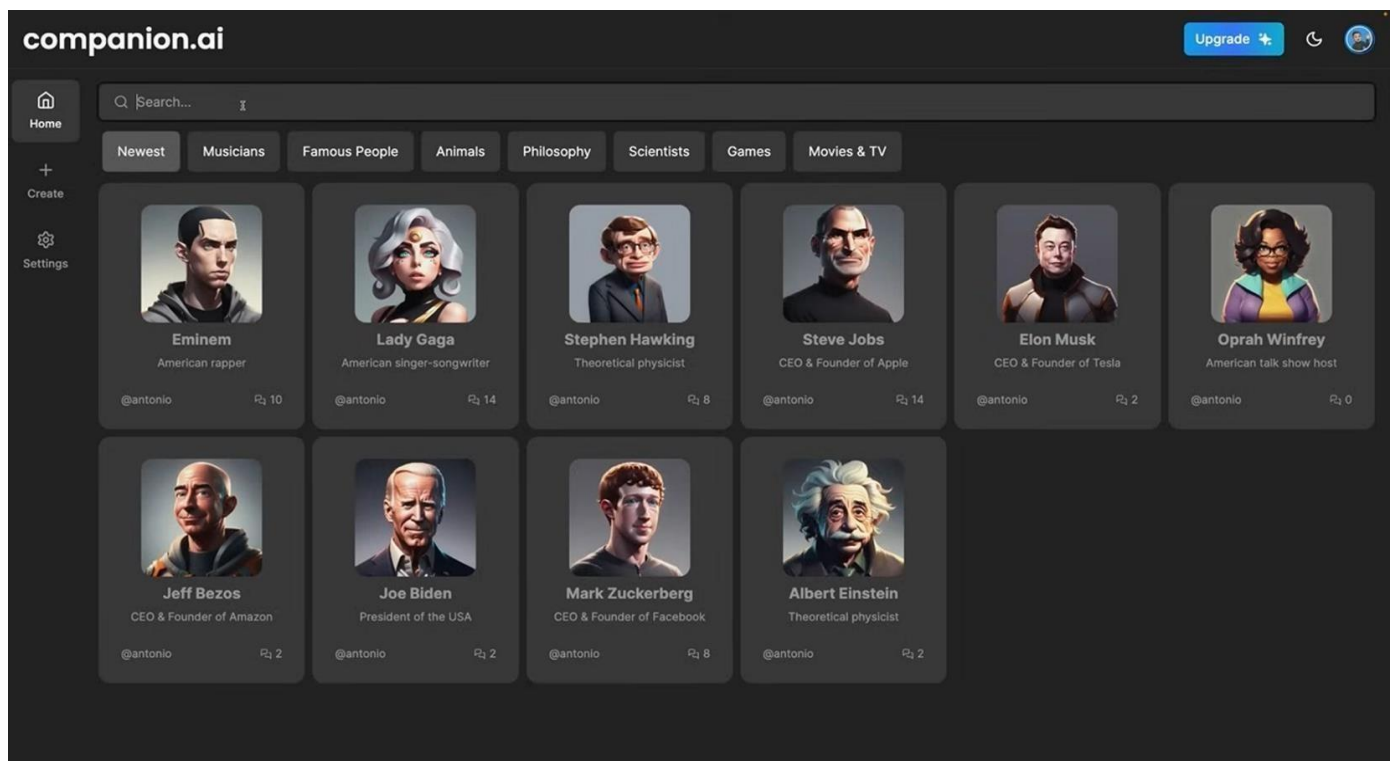 companion.ai
Upgrade
Home
Create
Settings
Search...
Newest Musicians Famous People Animals Philosophy Scientists Games Movies & TV
Eminem Lady Gaga Stephen Hawking Steve Jobs Elon Musk Oprah Winfrey
American rapper American singer-songwriter Theoretical physicist CEO & Founder of Apple CEO & Founder of Tesla American talk show host
@antonio 10 @antonio 14 @antonio 8 @antonio 14 @antonio 2 @antonio 0
Jeff Bezos Joe Biden Mark Zuckerberg Albert Einstein
CEO & Founder of Amazon President of the USA CEO & Founder of Facebook Theoretical physicist
@antonio 2 @antonio 2 @antonio 8 @antonio 2